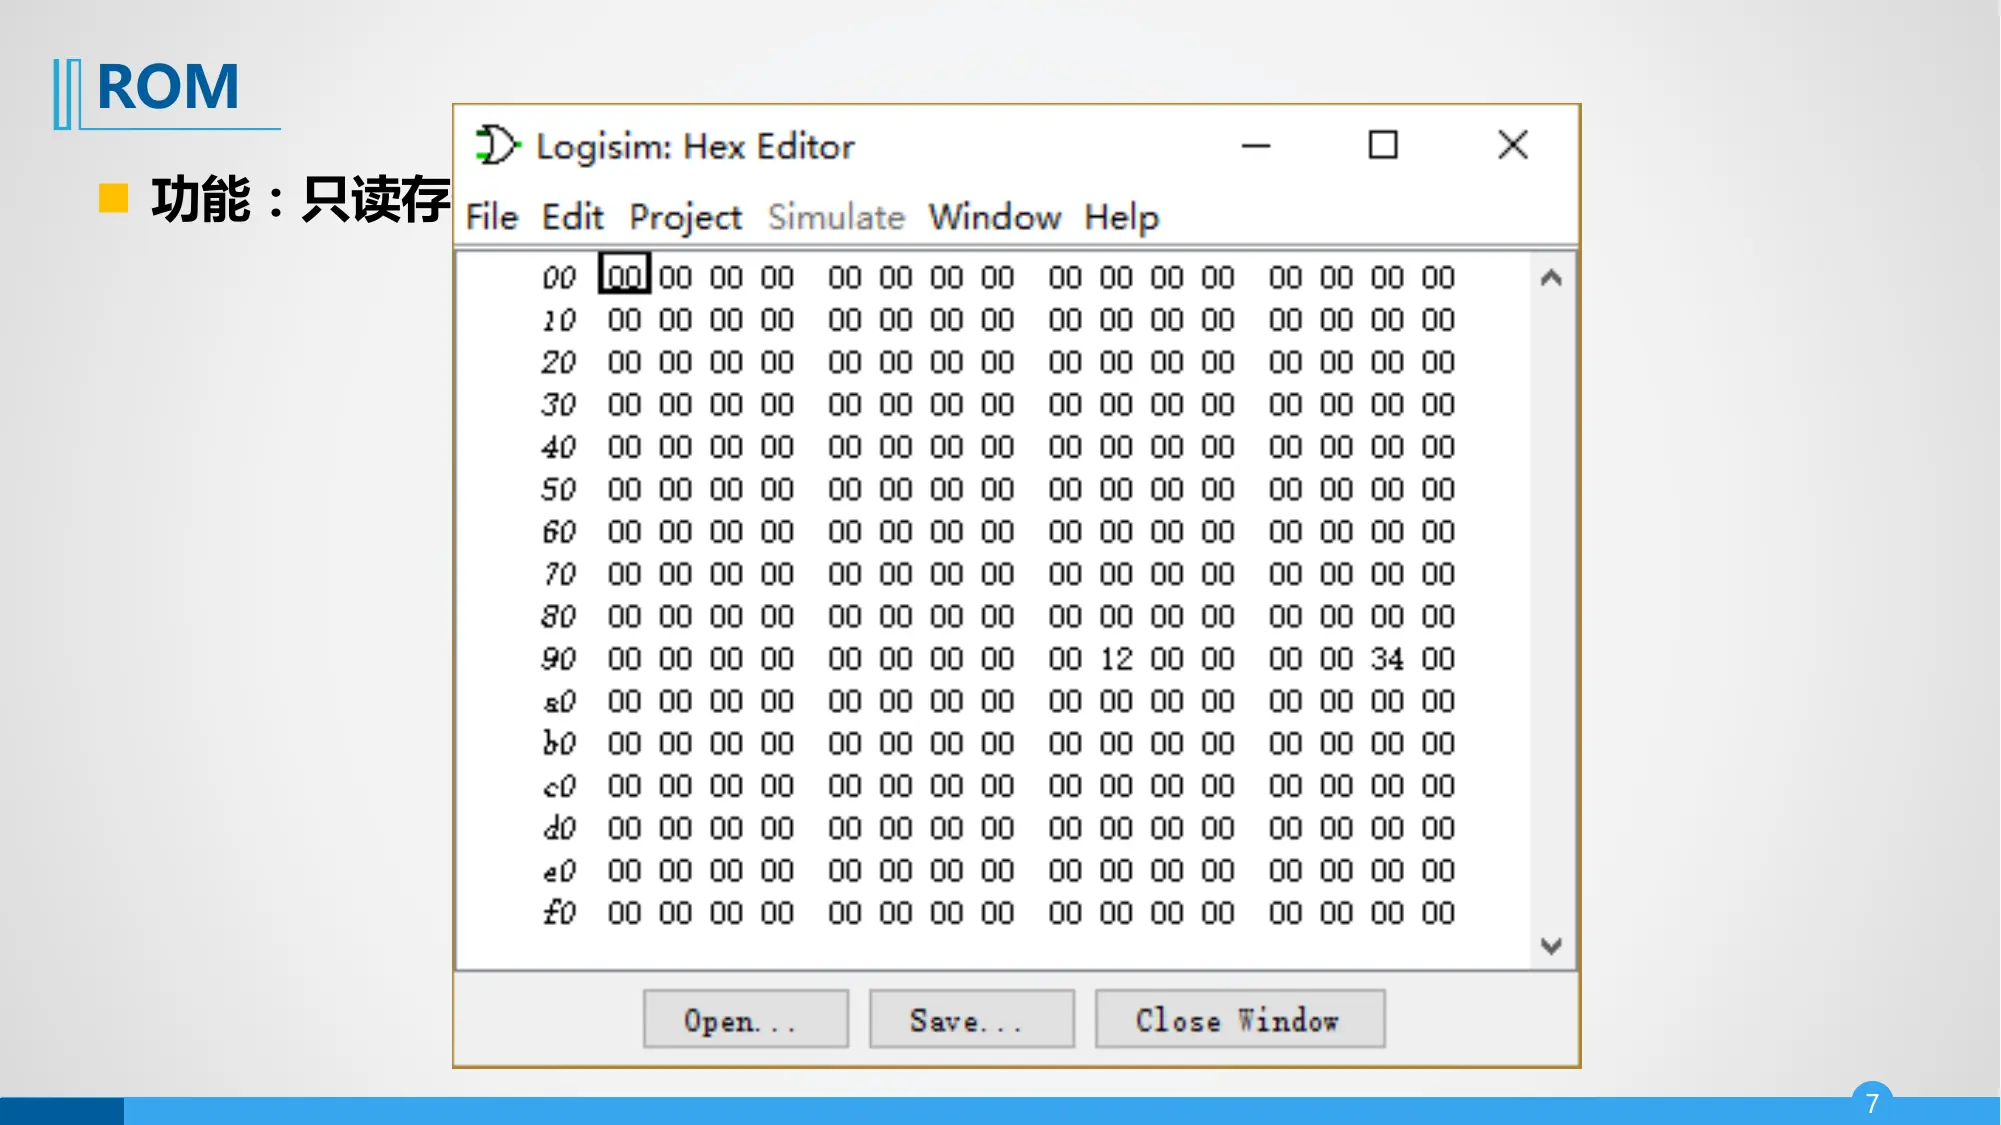 ROM
功能：只读存
Logisim: Hex Editor
File Edit Project Simulate Window Help
00 00 00 00 00 00 00 00 00 00 00 00 00 00 00 00 00
10 00 00 00 00 00 00 00 00 00 00 00 00 00 00 00 00
20 00 00 00 00 00 00 00 00 00 00 00 00 00 00 00 00
30 00 00 00 00 00 00 00 00 00 00 00 00 00 00 00 00
40 00 00 00 00 00 00 00 00 00 00 00 00 00 00 00 00
50 00 00 00 00 00 00 00 00 00 00 00 00 00 00 00 00
60 00 00 00 00 00 00 00 00 00 00 00 00 00 00 00 00
70 00 00 00 00 00 00 00 00 00 00 00 00 00 00 00 00
80 00 00 00 00 00 00 00 00 00 00 00 00 00 00 00 00
90 00 00 00 00 00 00 00 00 00 12 00 00 00 00 34 00
a0 00 00 00 00 00 00 00 00 00 00 00 00 00 00 00 00
b0 00 00 00 00 00 00 00 00 00 00 00 00 00 00 00 00
c0 00 00 00 00 00 00 00 00 00 00 00 00 00 00 00 00
d0 00 00 00 00 00 00 00 00 00 00 00 00 00 00 00 00
e0 00 00 00 00 00 00 00 00 00 00 00 00 00 00 00 00
f0 00 00 00 00 00 00 00 00 00 00 00 00 00 00 00 00
Open... Save... Close Window
7